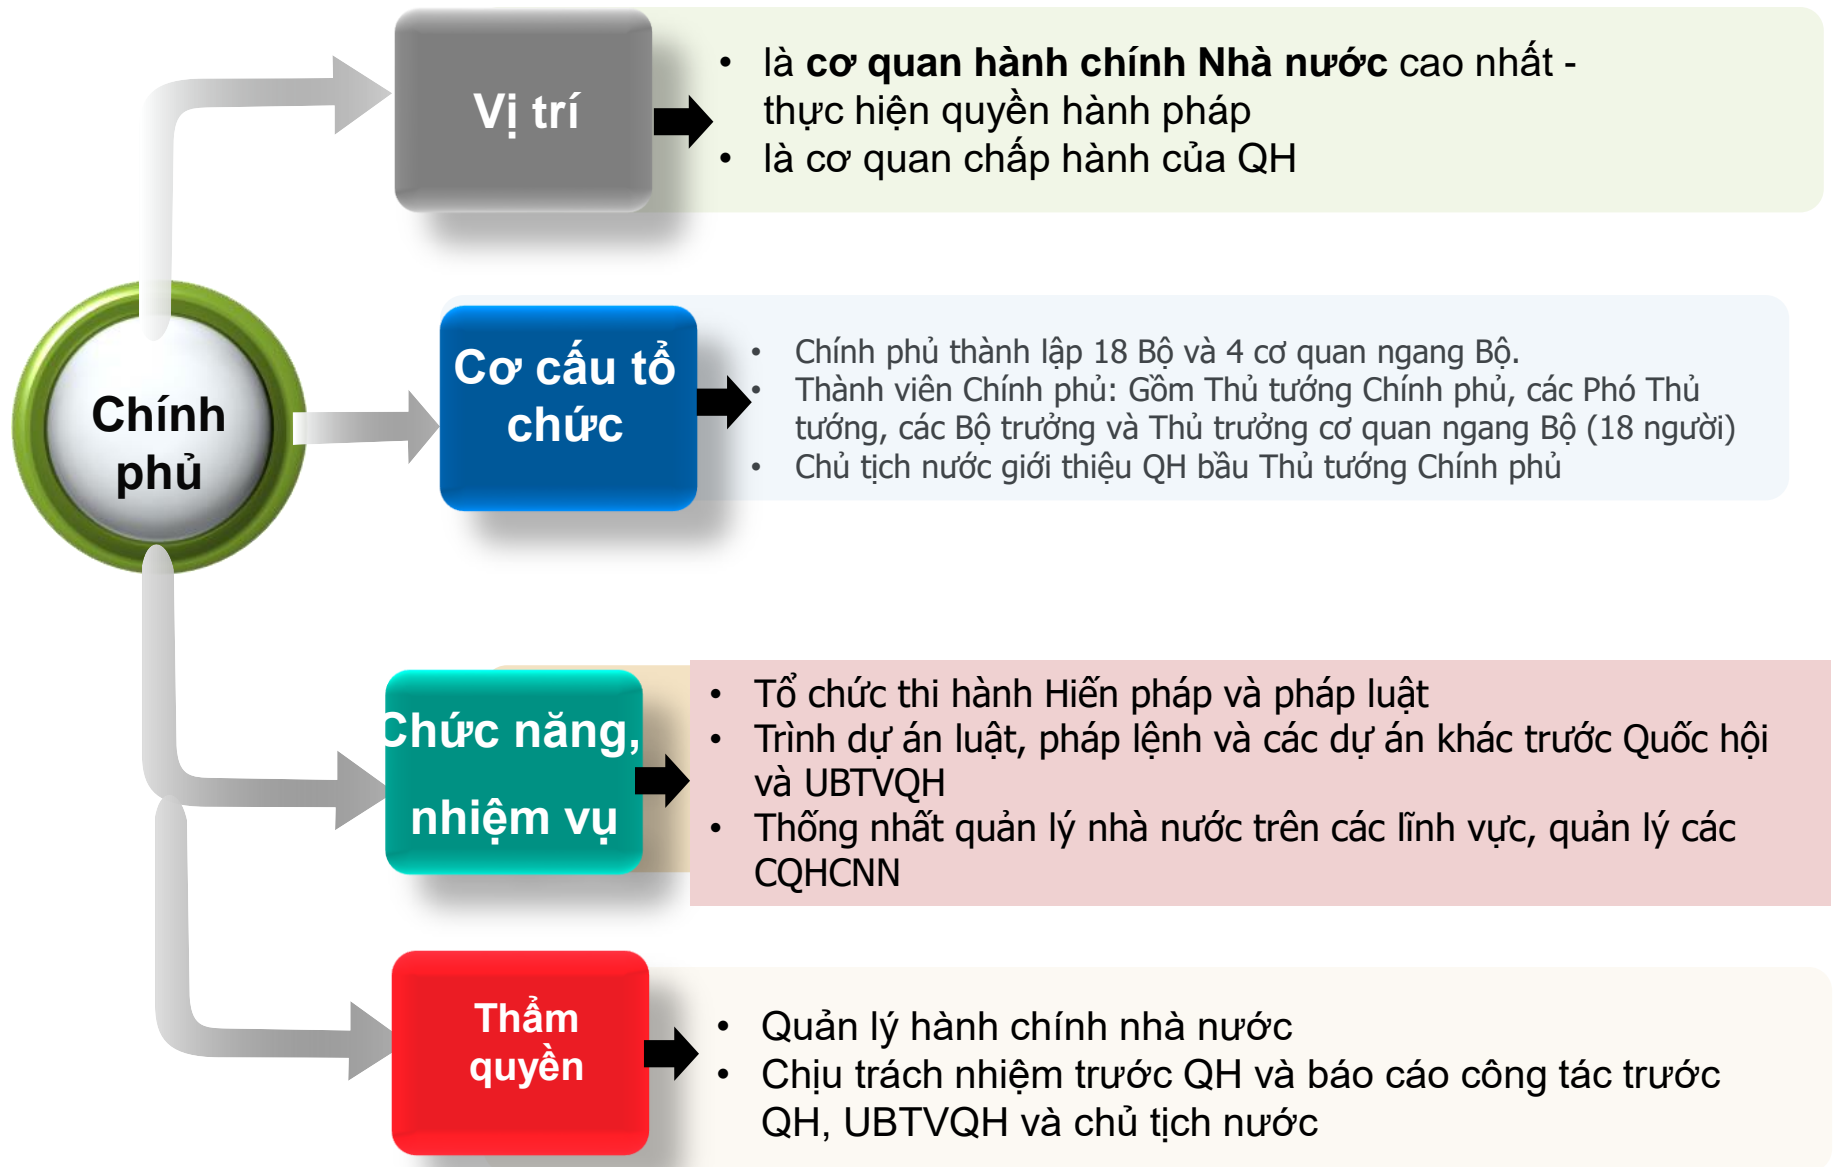 Vị trí
• là cơ quan hành chính Nhà nước cao nhất -
thực hiện quyền hành pháp
• là cơ quan chấp hành của QH
Chính
phủ
Cơ cấu tổ
chức
• Chính phủ thành lập 18 Bộ và 4 cơ quan ngang Bộ.
• Thành viên Chính phủ: Gồm Thủ tướng Chính phủ, các Phó Thủ
tướng, các Bộ trưởng và Thủ trưởng cơ quan ngang Bộ (18 người)
• Chủ tịch nước giới thiệu QH bầu Thủ tướng Chính phủ
Chức năng,
nhiệm vụ
• Tổ chức thi hành Hiến pháp và pháp luật
• Trình dự án luật, pháp lệnh và các dự án khác trước Quốc hội
và UBTVQH
• Thống nhất quản lý nhà nước trên các lĩnh vực, quản lý các
CQHCNN
Thẩm
quyền
• Quản lý hành chính nhà nước
• Chịu trách nhiệm trước QH và báo cáo công tác trước
QH, UBTVQH và chủ tịch nước